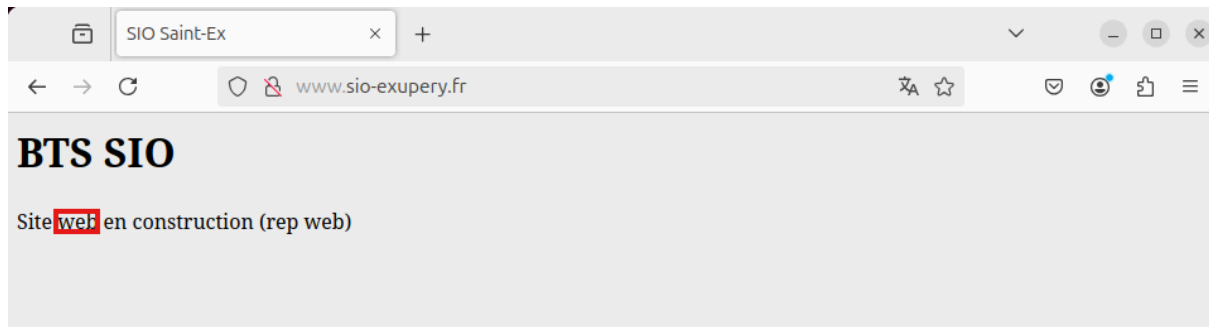 SIO Saint-Ex
www.sio-exupery.fr
BTS SIO
Site web en construction (rep web)